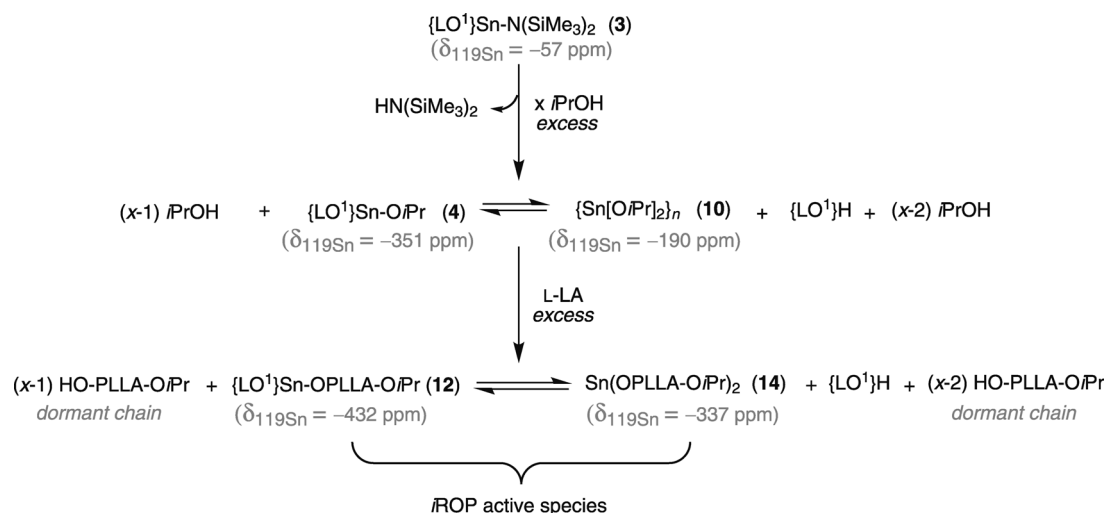 {LO¹}Sn-N(SiMe₃)₂ (3)
(δ₁₁₉Sn = −57 ppm)
HN(SiMe₃)₂
x iPrOH
excess
(x-1) iPrOH + {LO¹}Sn-OiPr (4) {Sn[OiPr]₂}ₙ (10) + {LO¹}H + (x-2) iPrOH
(δ₁₁₉Sn = −351 ppm) (δ₁₁₉Sn = −190 ppm)
L-LA
excess
(x-1) HO-PLLA-OiPr + {LO¹}Sn-OPLLA-OiPr (12) Sn(OPLLA-OiPr)₂ (14) + {LO¹}H + (x-2) HO-PLLA-OiPr
dormant chain (δ₁₁₉Sn = −432 ppm) (δ₁₁₉Sn = −337 ppm) dormant chain
iROP active species